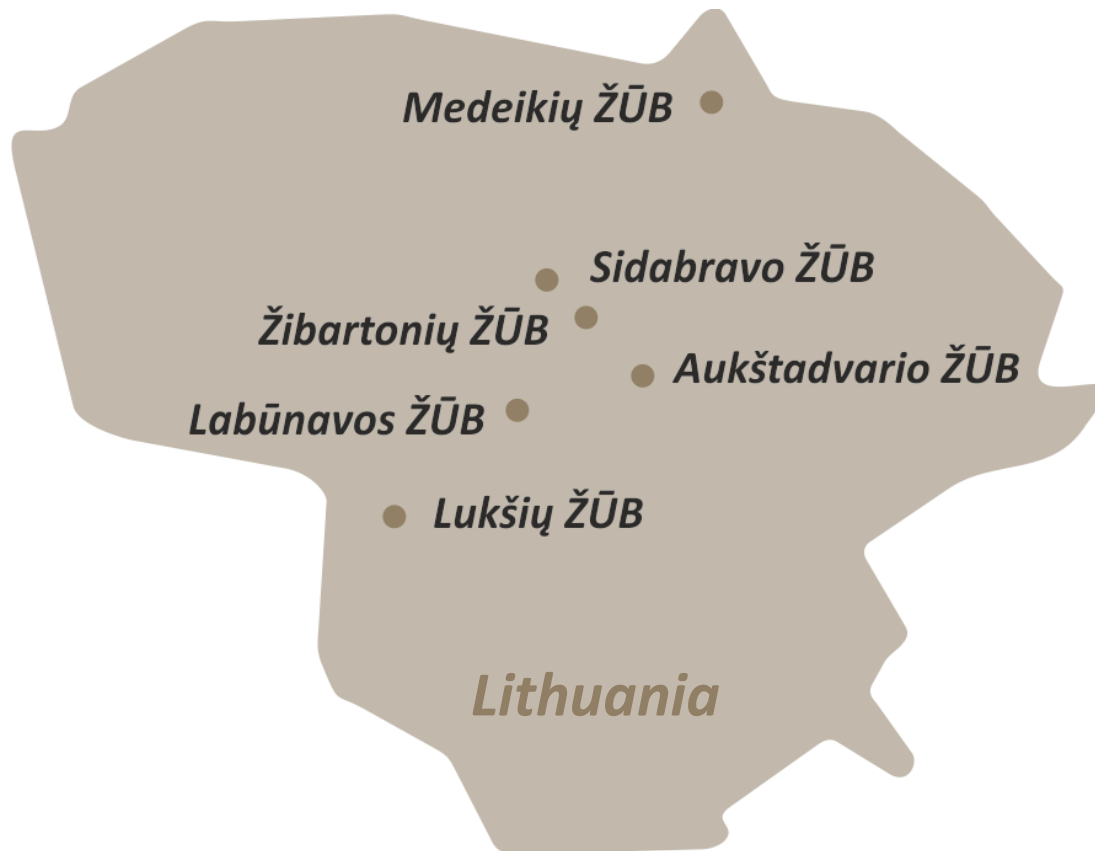 Medeikių ŽŪB
Sidabravo ŽŪB
Žibartonių ŽŪB
Aukštadvario ŽŪB
Labūnavos ŽŪB
Lukšių ŽŪB
Lithuania